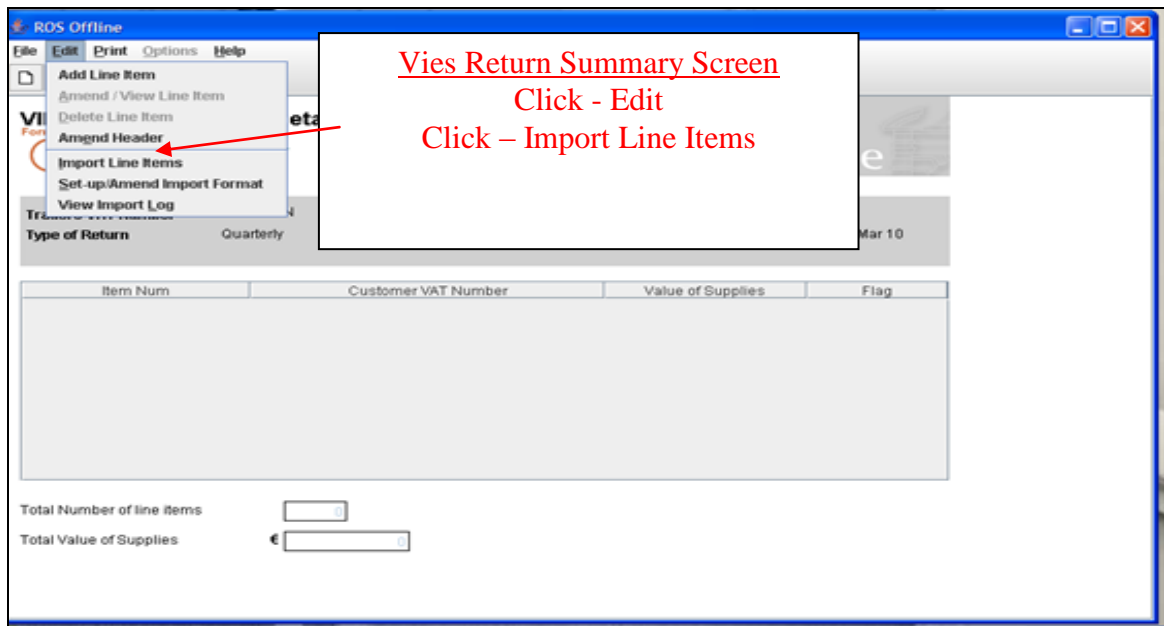 ROS Offline
File Edit Print Options Help
Vies Return Summary Screen
Click - Edit
Click – Import Line Items
Add Line Item
Amend / View Line Item
Delete Line Item
Amend Header
Import Line Items
Set-up/Amend Import Format
View Import Log
Type of Return Quarterly Mar 10
Item Num Customer VAT Number Value of Supplies Flag
Total Number of line items 0
Total Value of Supplies € 0